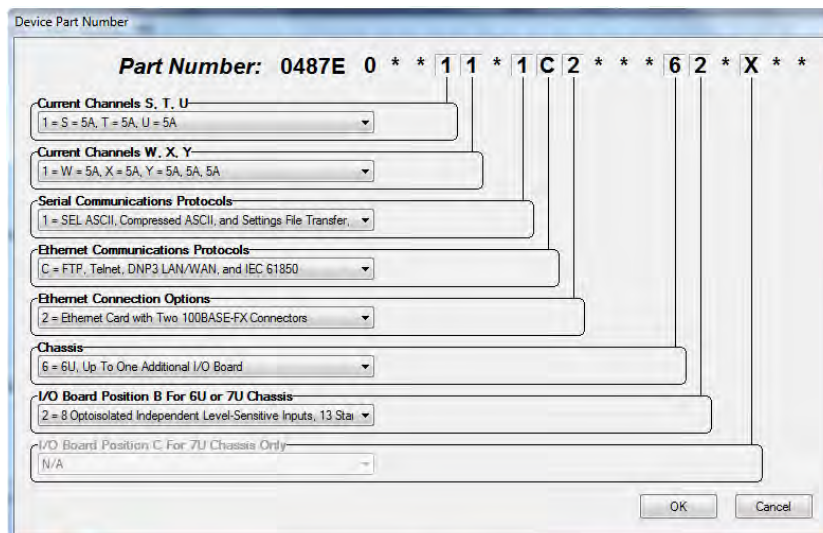 Device Part Number
Part Number: 0487E 0 * * 1 1 * 1 C 2 * * * 6 2 * X * *
Current Channels S, T, U
1 = S = 5A, T = 5A, U = 5A
Current Channels W, X, Y
1 = W = 5A, X = 5A, Y = 5A, 5A, 5A
Serial Communications Protocols
1 = SEL ASCII, Compressed ASCII, and Settings File Transfer,
Ethernet Communications Protocols
C = FTP, Telnet, DNP3 LAN/WAN, and IEC 61850
Ethernet Connection Options
2 = Ethernet Card with Two 100BASE-FX Connectors
Chassis
6 = 6U, Up To One Additional I/O Board
I/O Board Position B For 6U or 7U Chassis
2 = 8 Optoisolated Independent Level-Sensitive Inputs, 13 Sta
I/O Board Position C For 7U Chassis Only
N/A
OK Cancel